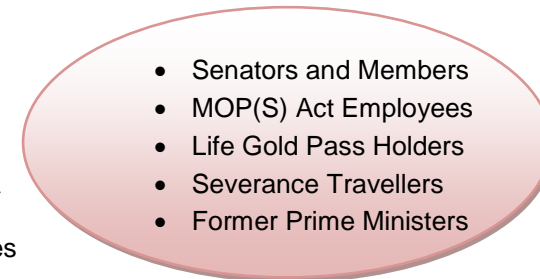 • Senators and Members
• MOP(S) Act Employees
• Life Gold Pass Holders
• Severance Travellers
• Former Prime Ministers